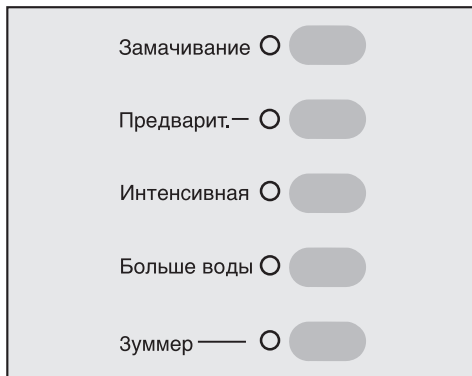 Замачивание
Предварит.
Интенсивная
Больше воды
Зуммер